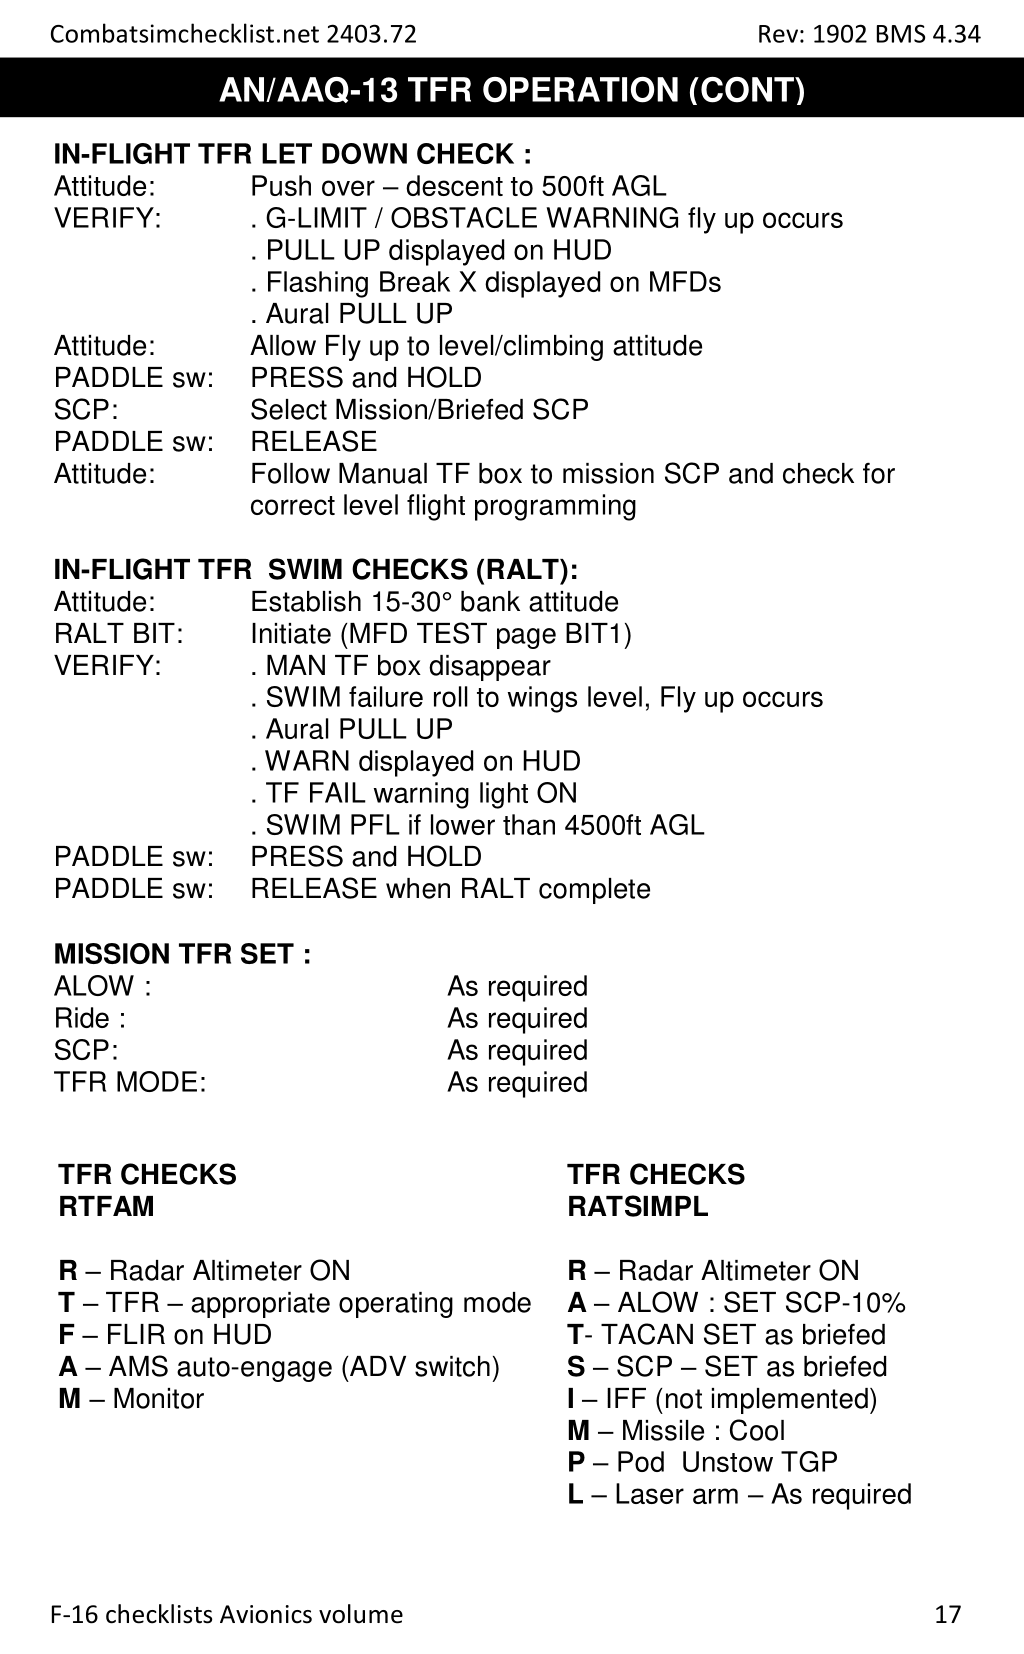 Combatsimchecklist.net 2403.72 Rev: 1902 BMS 4.34
AN/AAQ-13 TFR OPERATION (CONT)
IN-FLIGHT TFR LET DOWN CHECK :
Attitude: Push over – descent to 500ft AGL
VERIFY: . G-LIMIT / OBSTACLE WARNING fly up occurs
. PULL UP displayed on HUD
. Flashing Break X displayed on MFDs
. Aural PULL UP
Attitude: Allow Fly up to level/climbing attitude
PADDLE sw: PRESS and HOLD
SCP: Select Mission/Briefed SCP
PADDLE sw: RELEASE
Attitude: Follow Manual TF box to mission SCP and check for
correct level flight programming
IN-FLIGHT TFR  SWIM CHECKS (RALT):
Attitude: Establish 15-30° bank attitude
RALT BIT: Initiate (MFD TEST page BIT1)
VERIFY: . MAN TF box disappear
. SWIM failure roll to wings level, Fly up occurs
. Aural PULL UP
. WARN displayed on HUD
. TF FAIL warning light ON
. SWIM PFL if lower than 4500ft AGL
PADDLE sw: PRESS and HOLD
PADDLE sw: RELEASE when RALT complete
MISSION TFR SET :
ALOW : As required
Ride : As required
SCP: As required
TFR MODE: As required
TFR CHECKS
RTFAM
R – Radar Altimeter ON
T – TFR – appropriate operating mode
F – FLIR on HUD
A – AMS auto-engage (ADV switch)
M – Monitor
TFR CHECKS
RATSIMPL
R – Radar Altimeter ON
A – ALOW : SET SCP-10%
T- TACAN SET as briefed
S – SCP – SET as briefed
I – IFF (not implemented)
M – Missile : Cool
P – Pod  Unstow TGP
L – Laser arm – As required
F-16 checklists Avionics volume 17